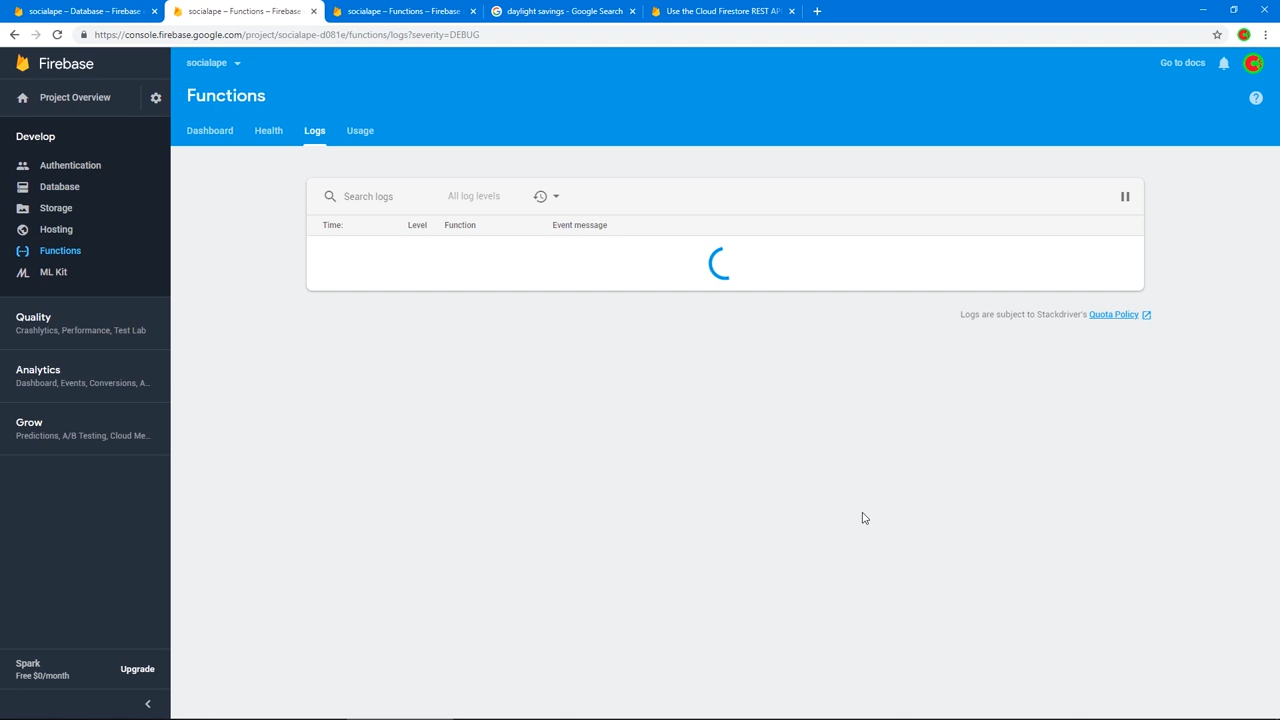 socialape – Database – Firebase
socialape – Functions – Firebase
socialape – Functions – Firebase
daylight savings - Google Search
Use the Cloud Firestore REST AP
https://console.firebase.google.com/project/socialape-d081e/functions/logs?severity=DEBUG
Firebase
socialape
Go to docs
Project Overview
Functions
Dashboard
Health
Logs
Usage
Develop
Authentication
Database
Storage
Hosting
Functions
ML Kit
Search logs
All log levels
Time:
Level
Function
Event message
Logs are subject to Stackdriver's Quota Policy
Quality
Crashlytics, Performance, Test Lab
Analytics
Dashboard, Events, Conversions, A...
Grow
Predictions, A/B Testing, Cloud Me...
Spark
Free $0/month
Upgrade